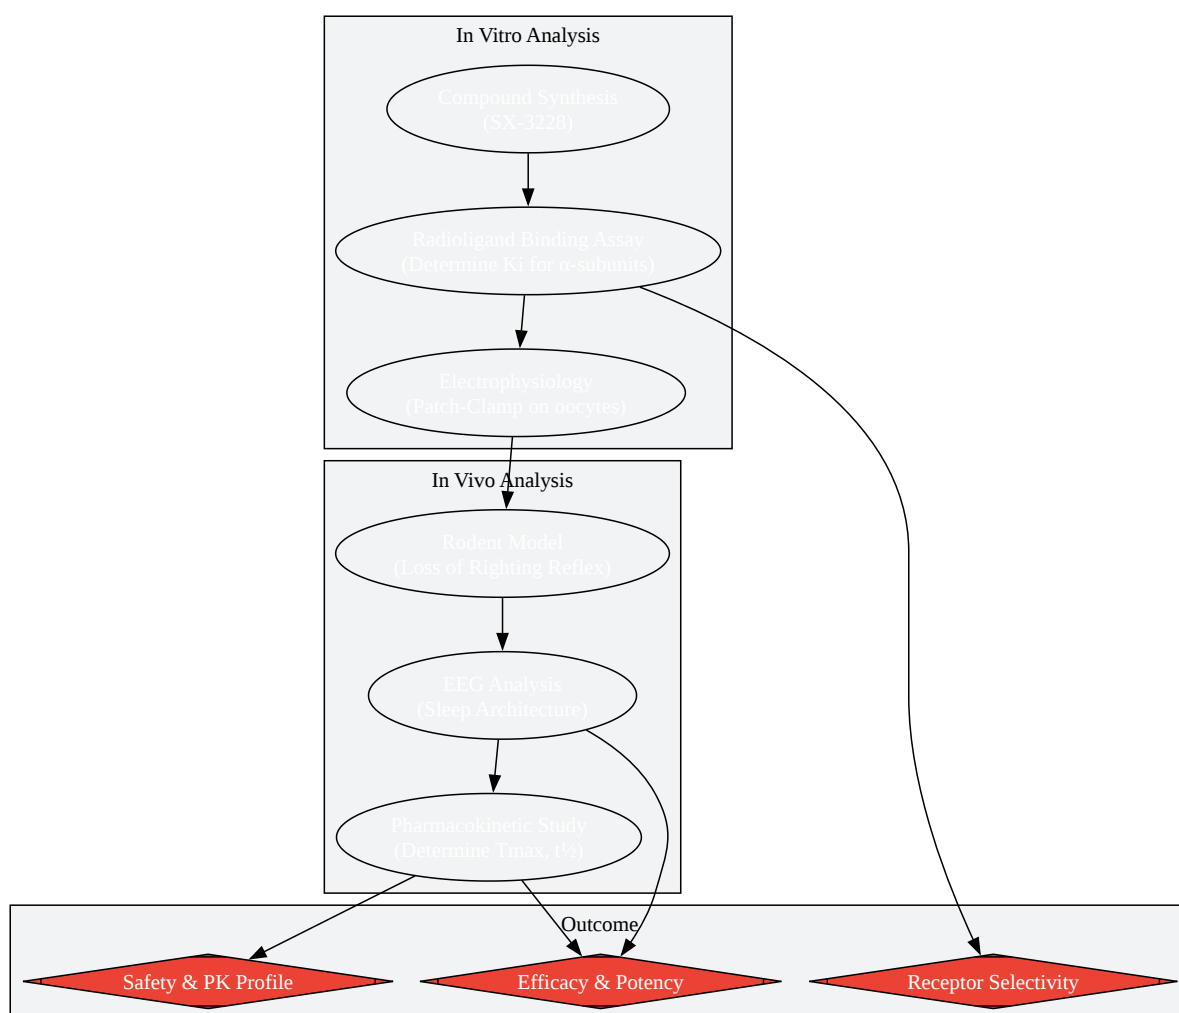 In Vitro Analysis
Compound Synthesis
(SX-3228)
Radioligand Binding Assay
(Determine Ki for α-subunits)
Electrophysiology
(Patch-Clamp on oocytes)
In Vivo Analysis
Rodent Model
(Loss of Righting Reflex)
EEG Analysis
(Sleep Architecture)
Pharmacokinetic Study
(Determine Tmax, t½)
Outcome
Safety & PK Profile
Efficacy & Potency
Receptor Selectivity